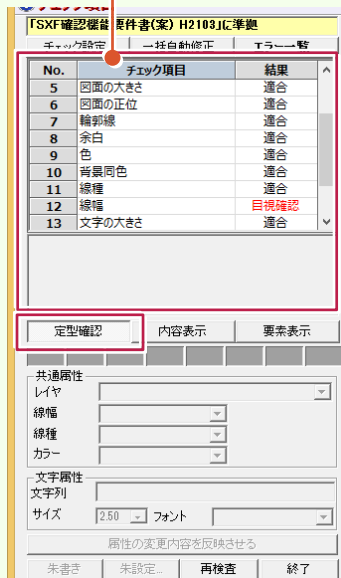 「SXF確認機能要件書(案) H2103」に準拠
チェック設定 一括自動修正 エラー一覧
No. チェック項目 結果
5 図面の大きさ 適合
6 図面の正位 適合
7 輪郭線 適合
8 余白 適合
9 色 適合
10 背景同色 適合
11 線種 適合
12 線幅 目視確認
13 文字の大きさ 適合
定型確認 内容表示 要素表示
共通属性
レイヤ
線幅
線種
カラー
文字属性
文字列
サイズ 2.50 フォント
属性の変更内容を反映させる
朱書き 朱設定... 再検査 終了